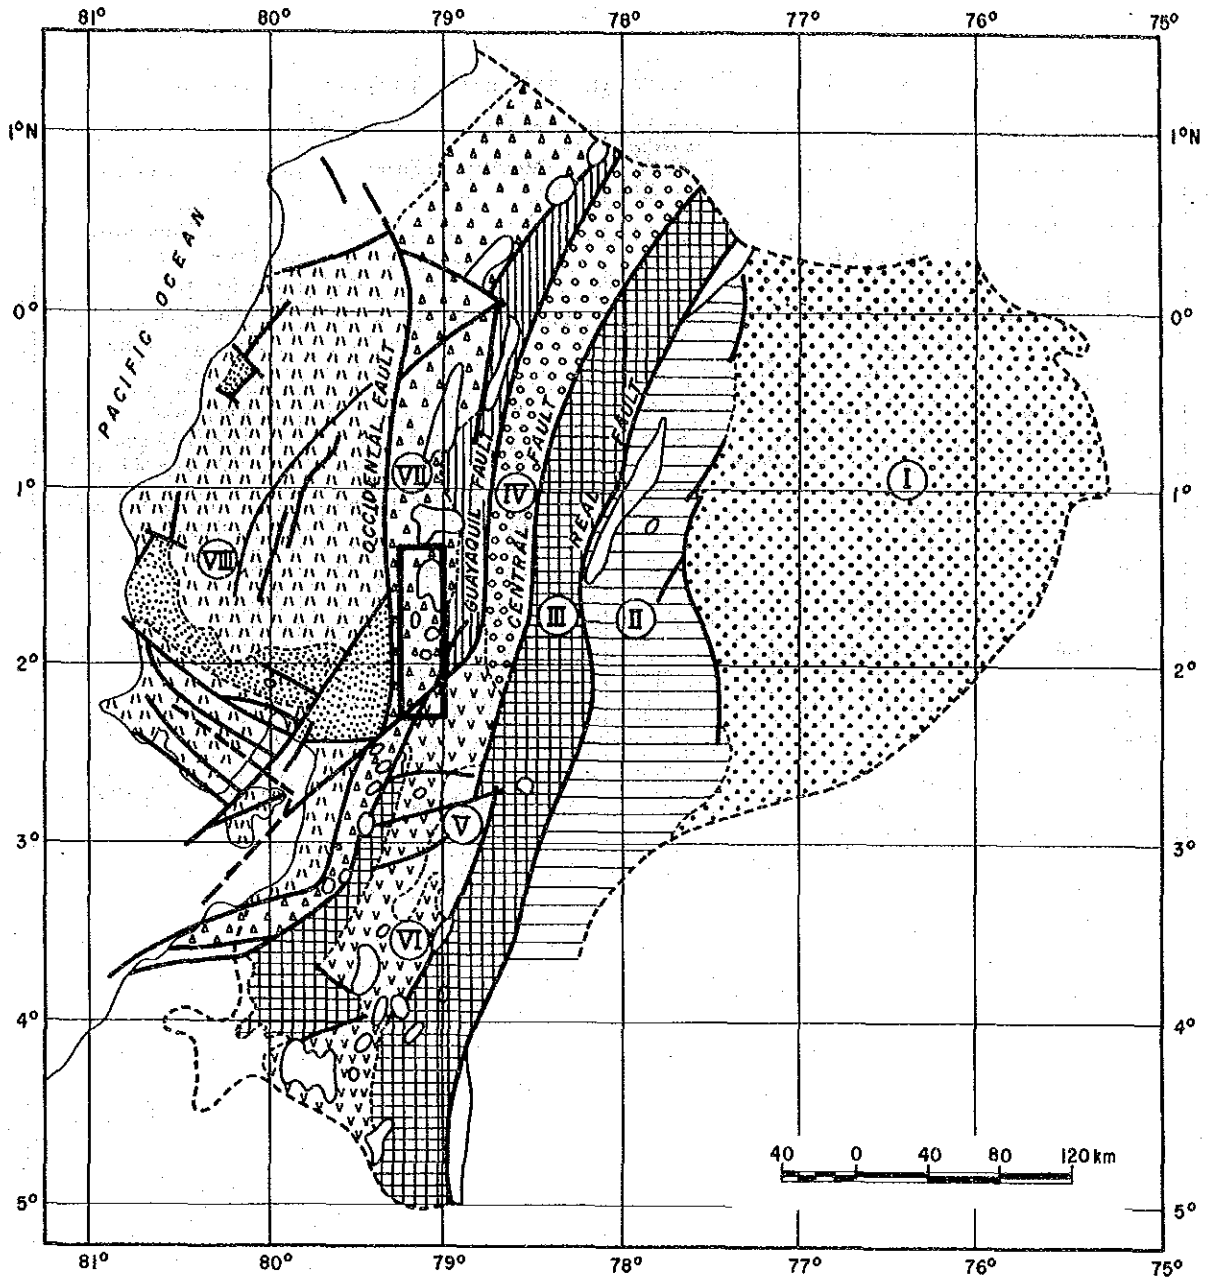 81° 80° 79° 78° 77° 76° 75°
1°N 1°N
PACIFIC OCEAN
0° 0°
OCCIDENTAL FAULT
GUAYAQUIL FAULT
CENTRAL FAULT
REAL FAULT
VII
IV
I
1° 1°
VIII
III
II
2° 2°
V
3° 3°
VI
4° 4°
40 0 40 80 120 km
5° 5°
81° 80° 79° 78° 77° 76° 75°